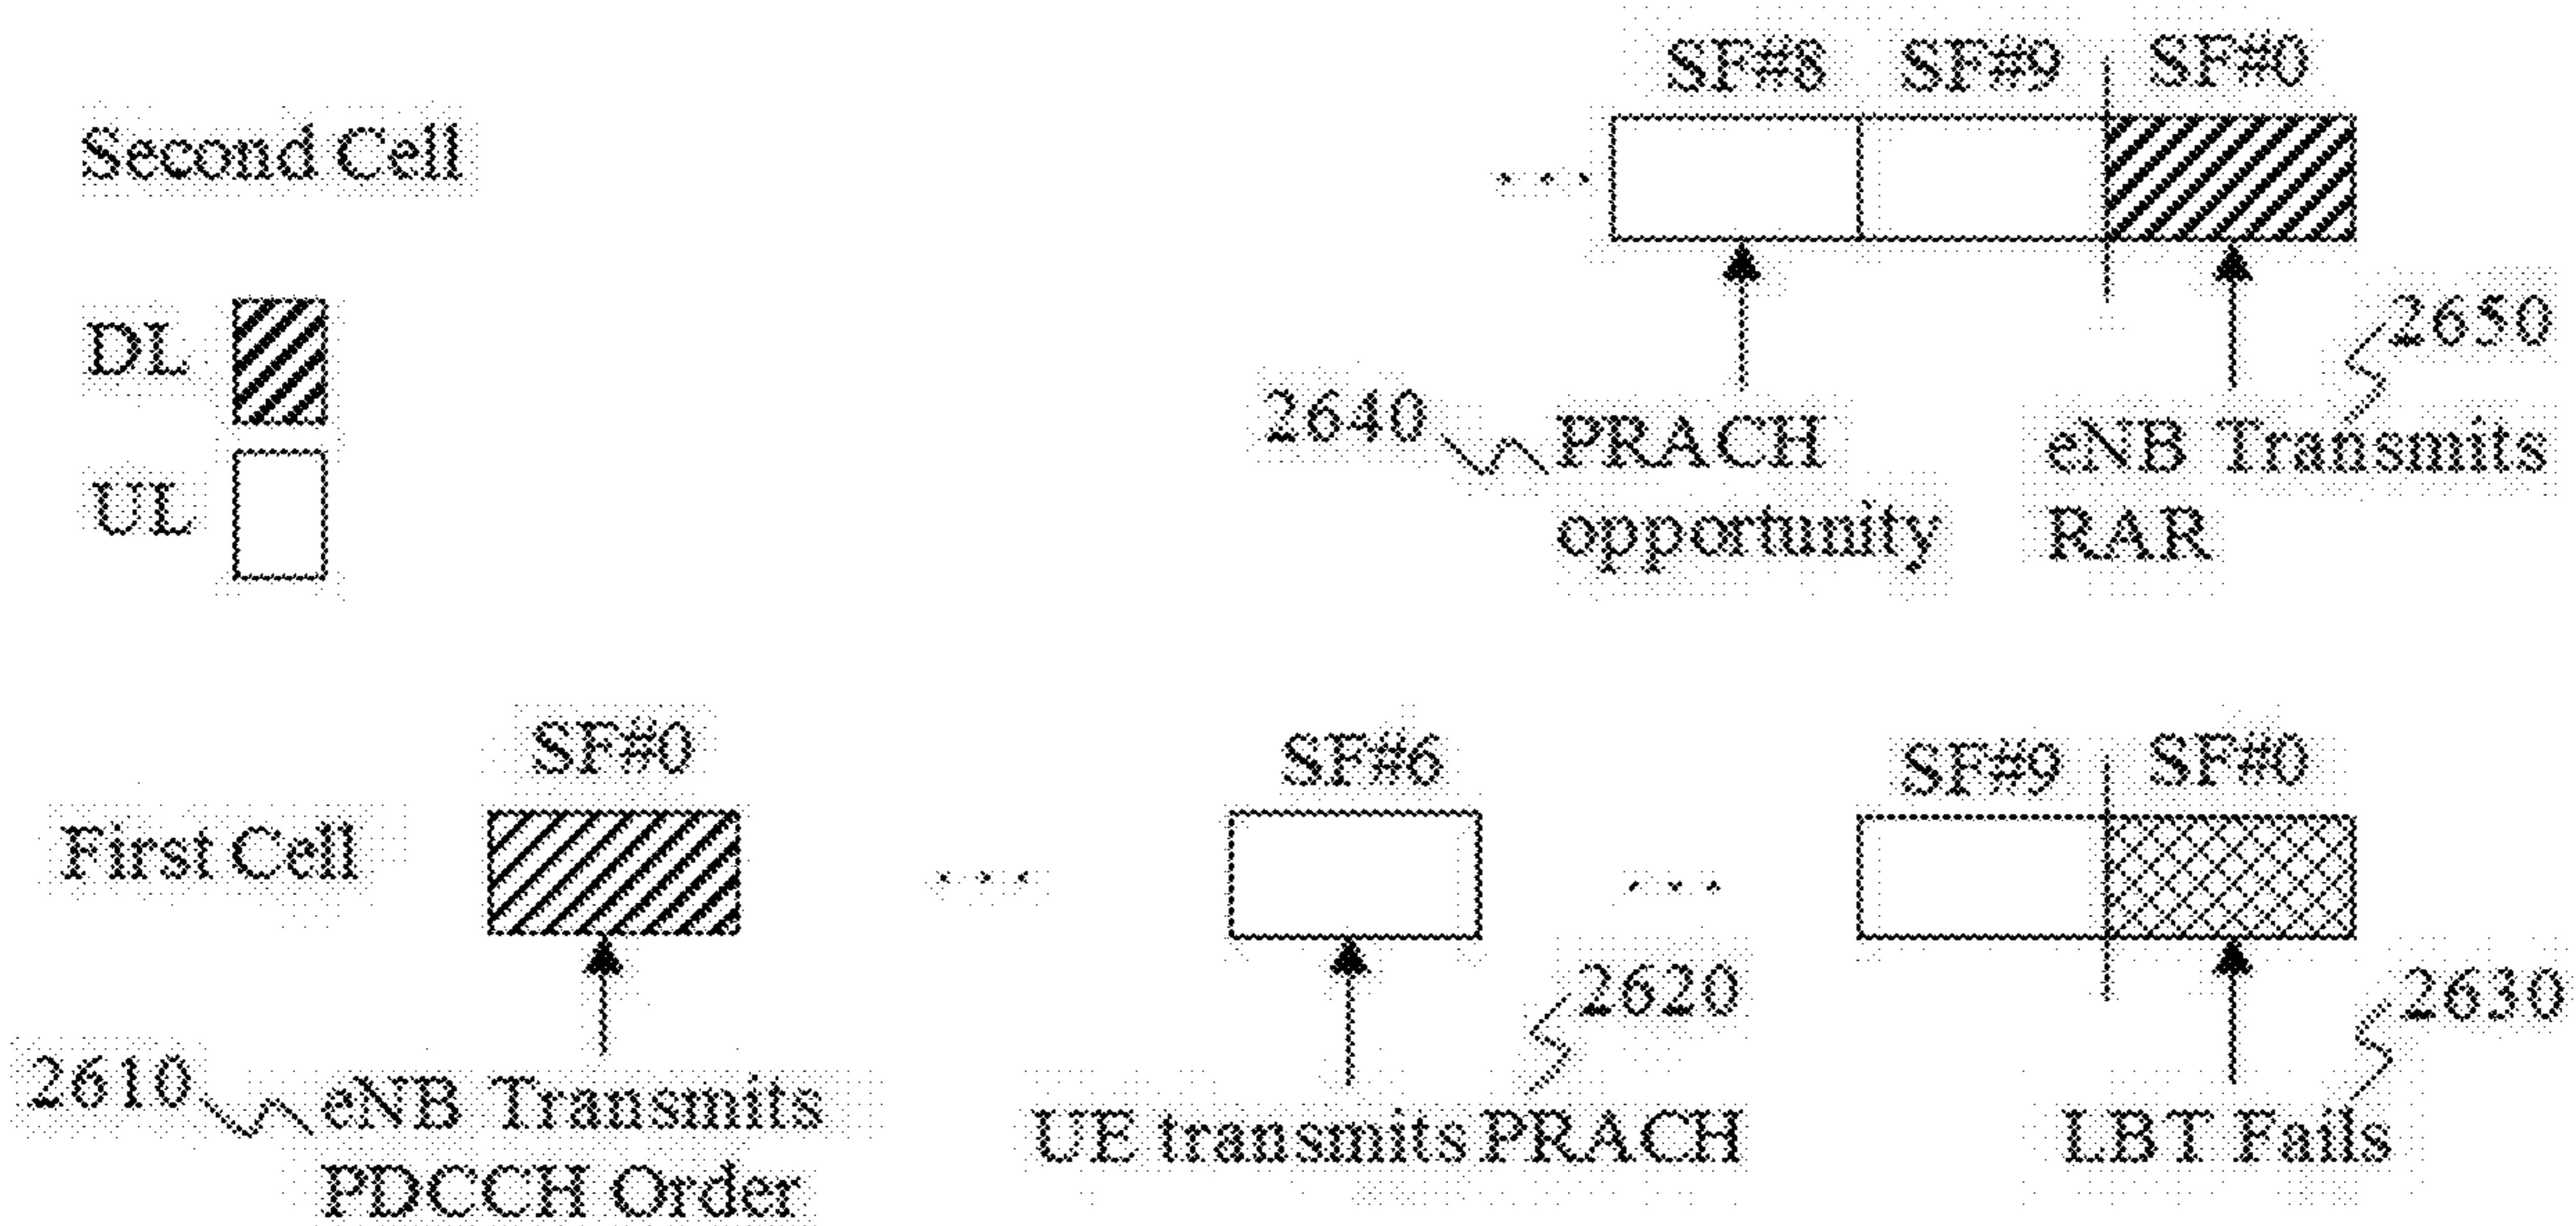 SF#8 SF#9 SF#0
Second Cell
DL
UL
2640
PRACH
opportunity
2650
eNB Transmits
RAR
SF#0 SF#6 SF#9 SF#0
First Cell
2610
eNB Transmits
PDCCH Order
2620
UE transmits PRACH
2630
LBT Fails